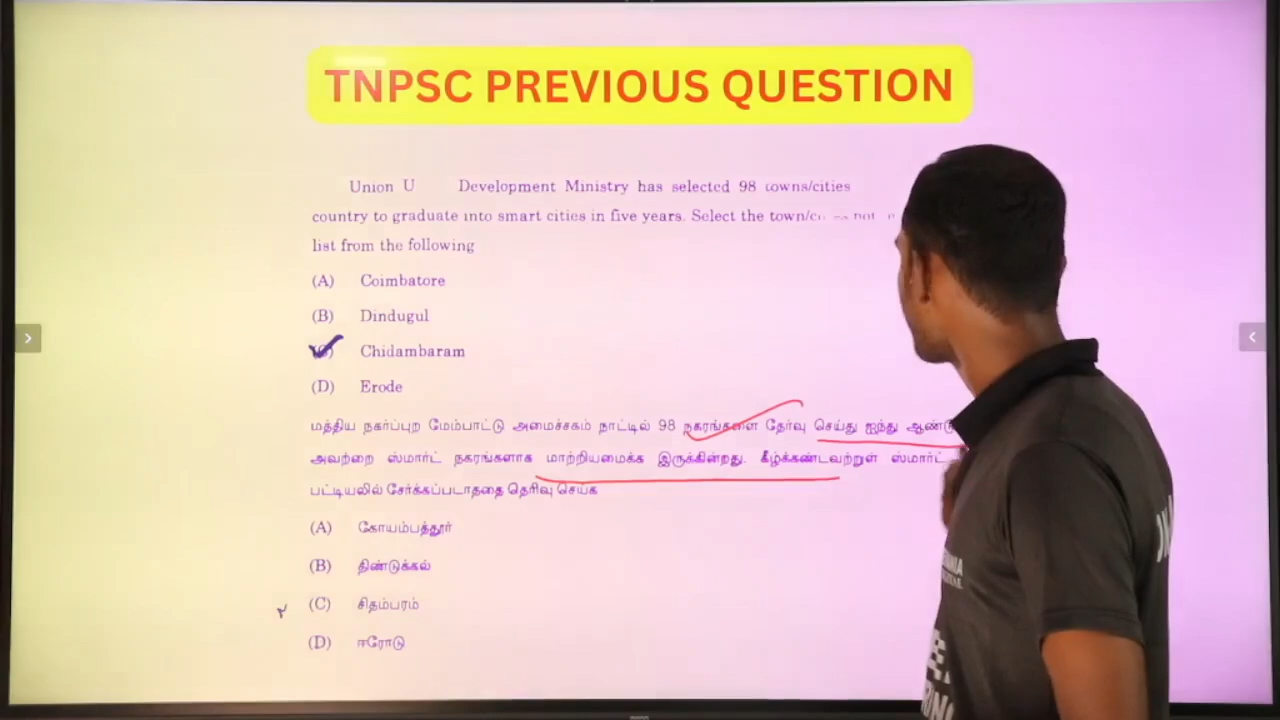 TNPSC PREVIOUS QUESTION
Union U Development Ministry has selected 98 towns/cities
country to graduate into smart cities in five years. Select the not
list from the following
(A) Coimbatore
(B) Dindugul
(C) Chidambaram
(D) Erode
மத்திய நகர்ப்புற மேம்பாட்டு அமைச்சகம் நாட்டில் 98 நகரங்களை தேர்வு செய்து ஐந்து
அவற்றை ஸ்மார்ட் நகரங்களாக மாற்றியமைக்க இருக்கின்றது. கீழ்க்கண்டவற்றுள் ஸ்மார்ட்
பட்டியலில் சேர்க்கப்படாததை தெரிவு செய்க
(A) கோயம்பத்தூர்
(B) திண்டுக்கல்
(C) சிதம்பரம்
(D) ஈரோடு